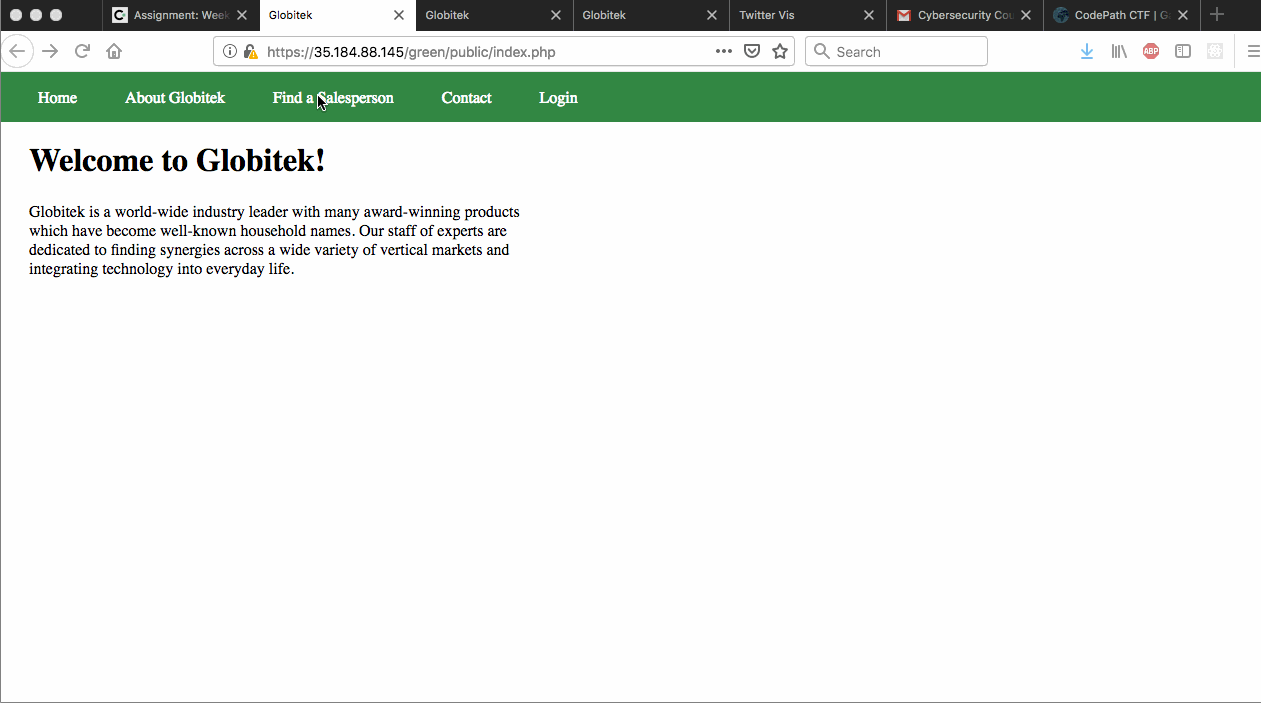 Assignment: Week Globitek Globitek Globitek Twitter Vis Cybersecurity Cou CodePath CTF | G
https://35.184.88.145/green/public/index.php Search ABP
Home About Globitek Find a Salesperson Contact Login
Welcome to Globitek!
Globitek is a world-wide industry leader with many award-winning products
which have become well-known household names. Our staff of experts are
dedicated to finding synergies across a wide variety of vertical markets and
integrating technology into everyday life.